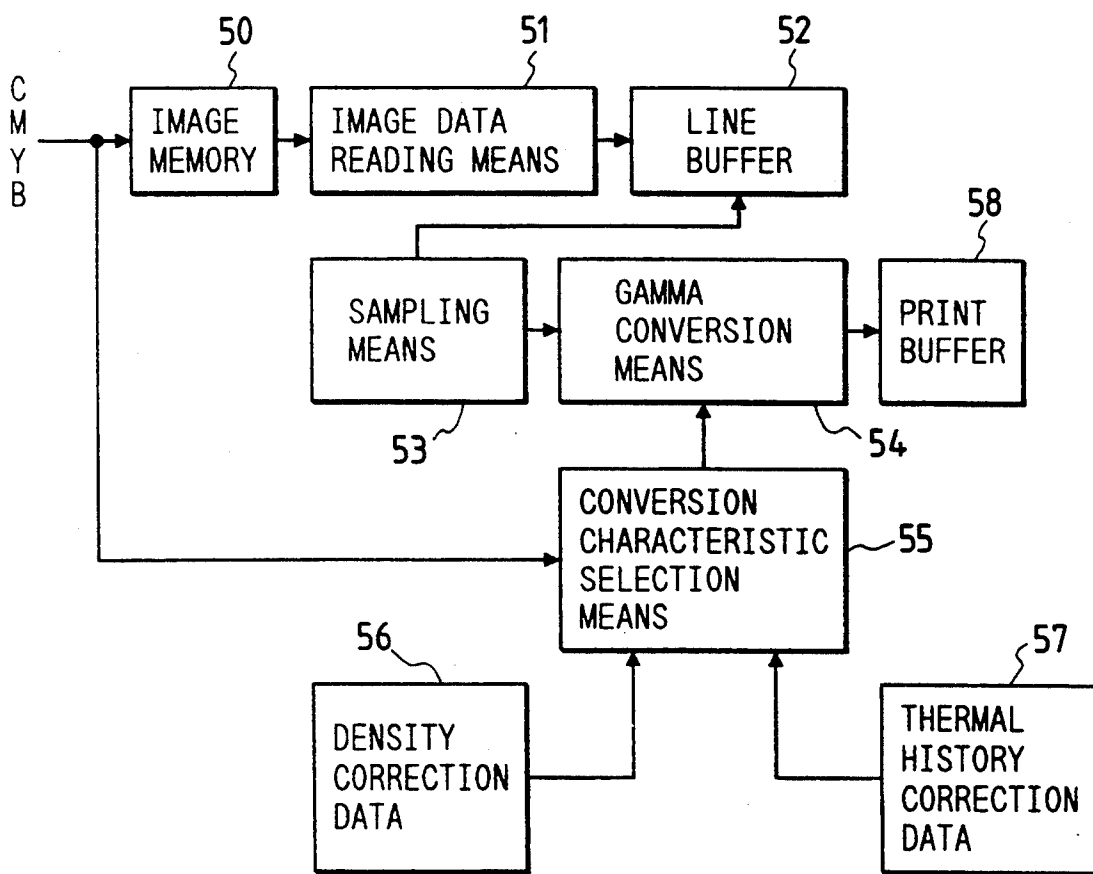 50
51
52
C
M
Y
B
IMAGE
MEMORY
IMAGE DATA
READING MEANS
LINE
BUFFER
58
SAMPLING
MEANS
GAMMA
CONVERSION
MEANS
PRINT
BUFFER
53
54
CONVERSION
CHARACTERISTIC
SELECTION
MEANS
55
56
57
DENSITY
CORRECTION
DATA
THERMAL
HISTORY
CORRECTION
DATA